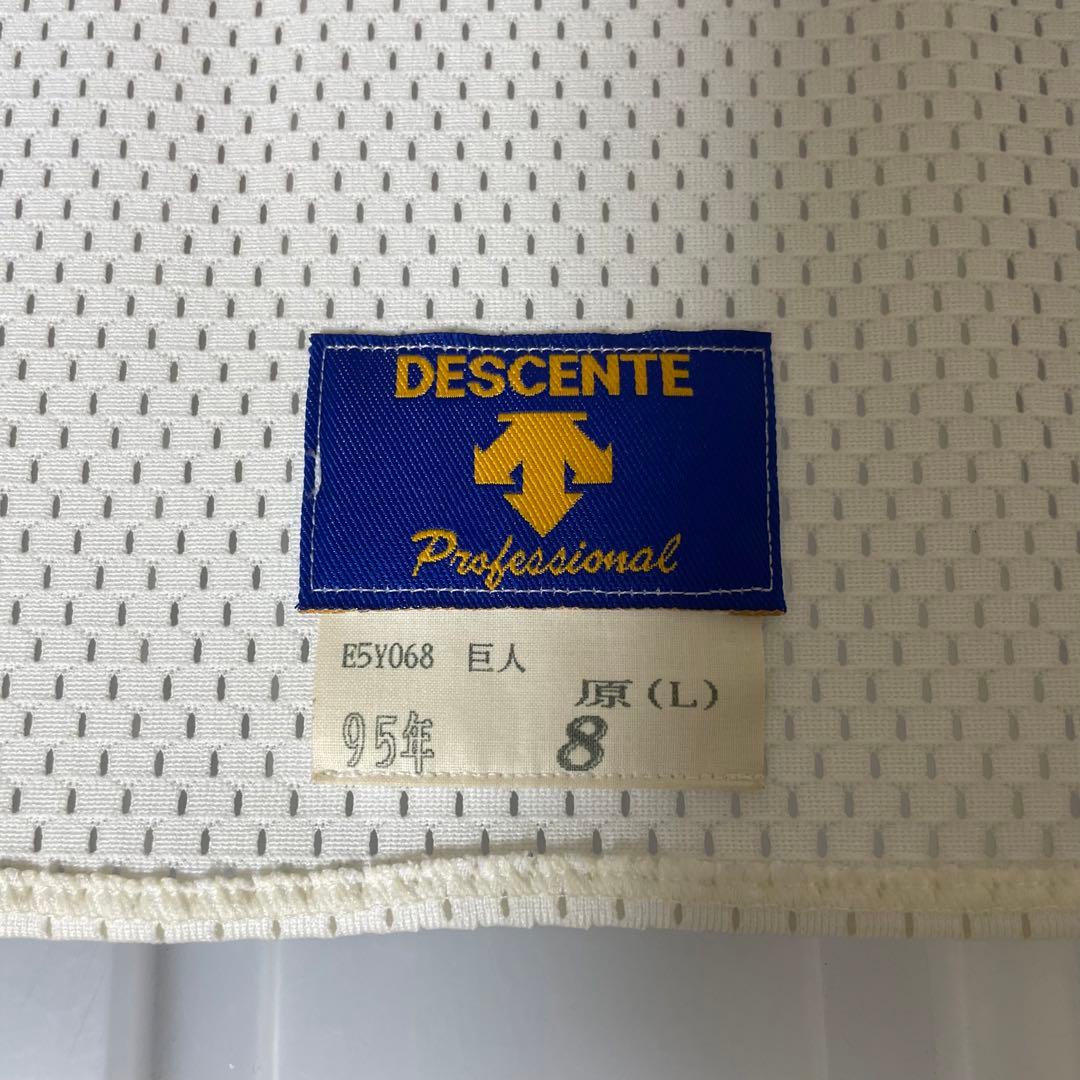 DESCENTE
Professional
E5Y068 巨人
原(L)
95年 8